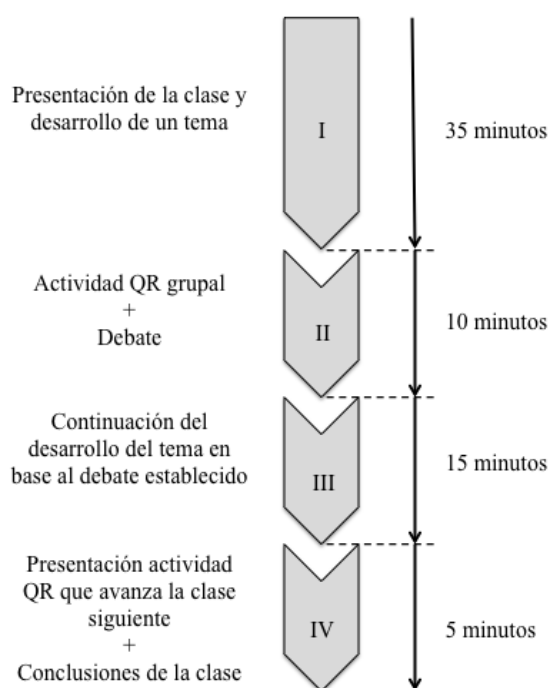 Presentación de la clase y
desarrollo de un tema
I
35 minutos
Actividad QR grupal
+
Debate
II
10 minutos
Continuación del
desarrollo del tema en
base al debate establecido
III
15 minutos
Presentación actividad
QR que avanza la clase
siguiente
+
Conclusiones de la clase
IV
5 minutos